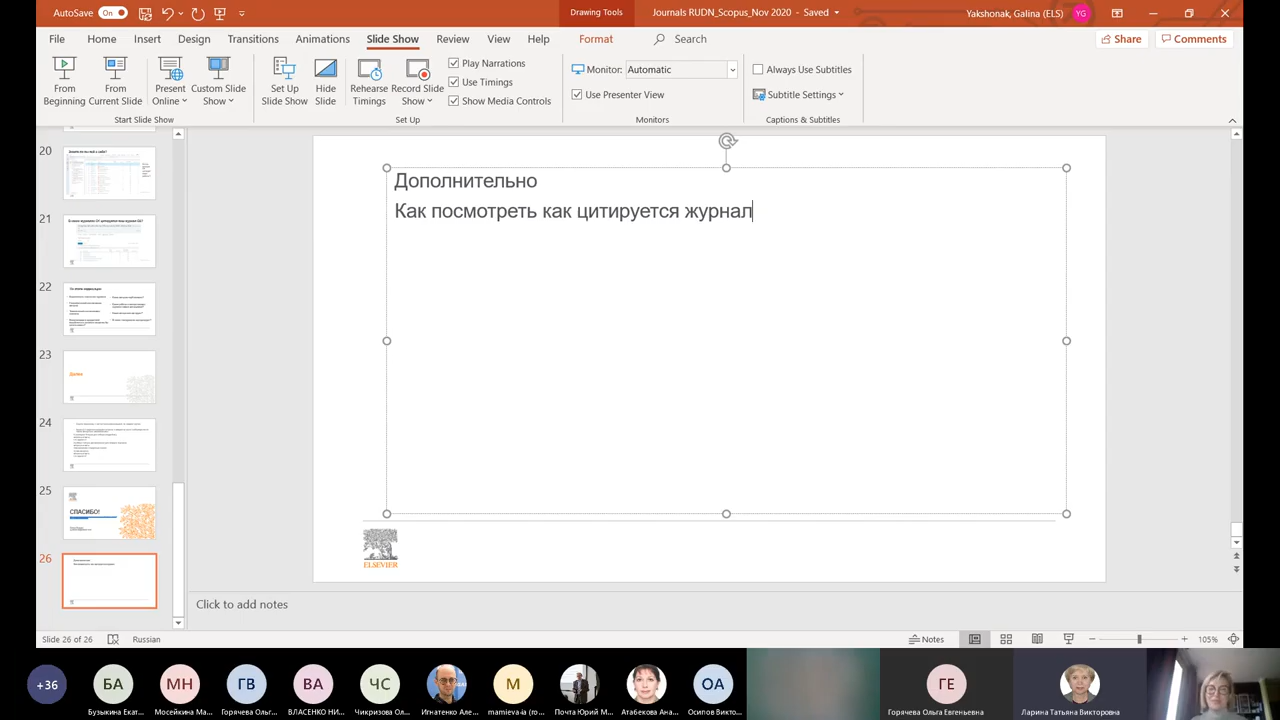 AutoSave On
Drawing Tools
Journals RUDN_Scopus_Nov 2020 - Saved
Yakshonak, Galina (ELS) YG
File Home Insert Design Transitions Animations Slide Show Review View Help Format Search
Share Comments
From Beginning
From Current Slide
Present Online
Custom Slide Show
Start Slide Show
Set Up Slide Show
Hide Slide
Rehearse Timings
Record Slide Show
Play Narrations
Use Timings
Show Media Controls
Set Up
Monitor: Automatic
Use Presenter View
Monitors
Always Use Subtitles
Subtitle Settings
Captions & Subtitles
20
21
22
23
Далее
24
25
СПАСИБО!
26
Дополнительно
Как посмотреть как цитируется журнал
ELSEVIER
Click to add notes
Slide 26 of 26 Russian Notes 105%
+36 БА МН ГВ ВА ЧС М ОА ГЕ
Бузыкина Екат...
Мосейкина Ма...
Горячева Ольг...
ВЛАСЕНКО НИ...
Чикризова Ол...
Игнатенко Але...
mamieva-ia (п...
Почта Юрий М...
Атабекова Ана...
Осипов Викто...
Горячева Ольга Евгеньевна
Ларина Татьяна Викторовна